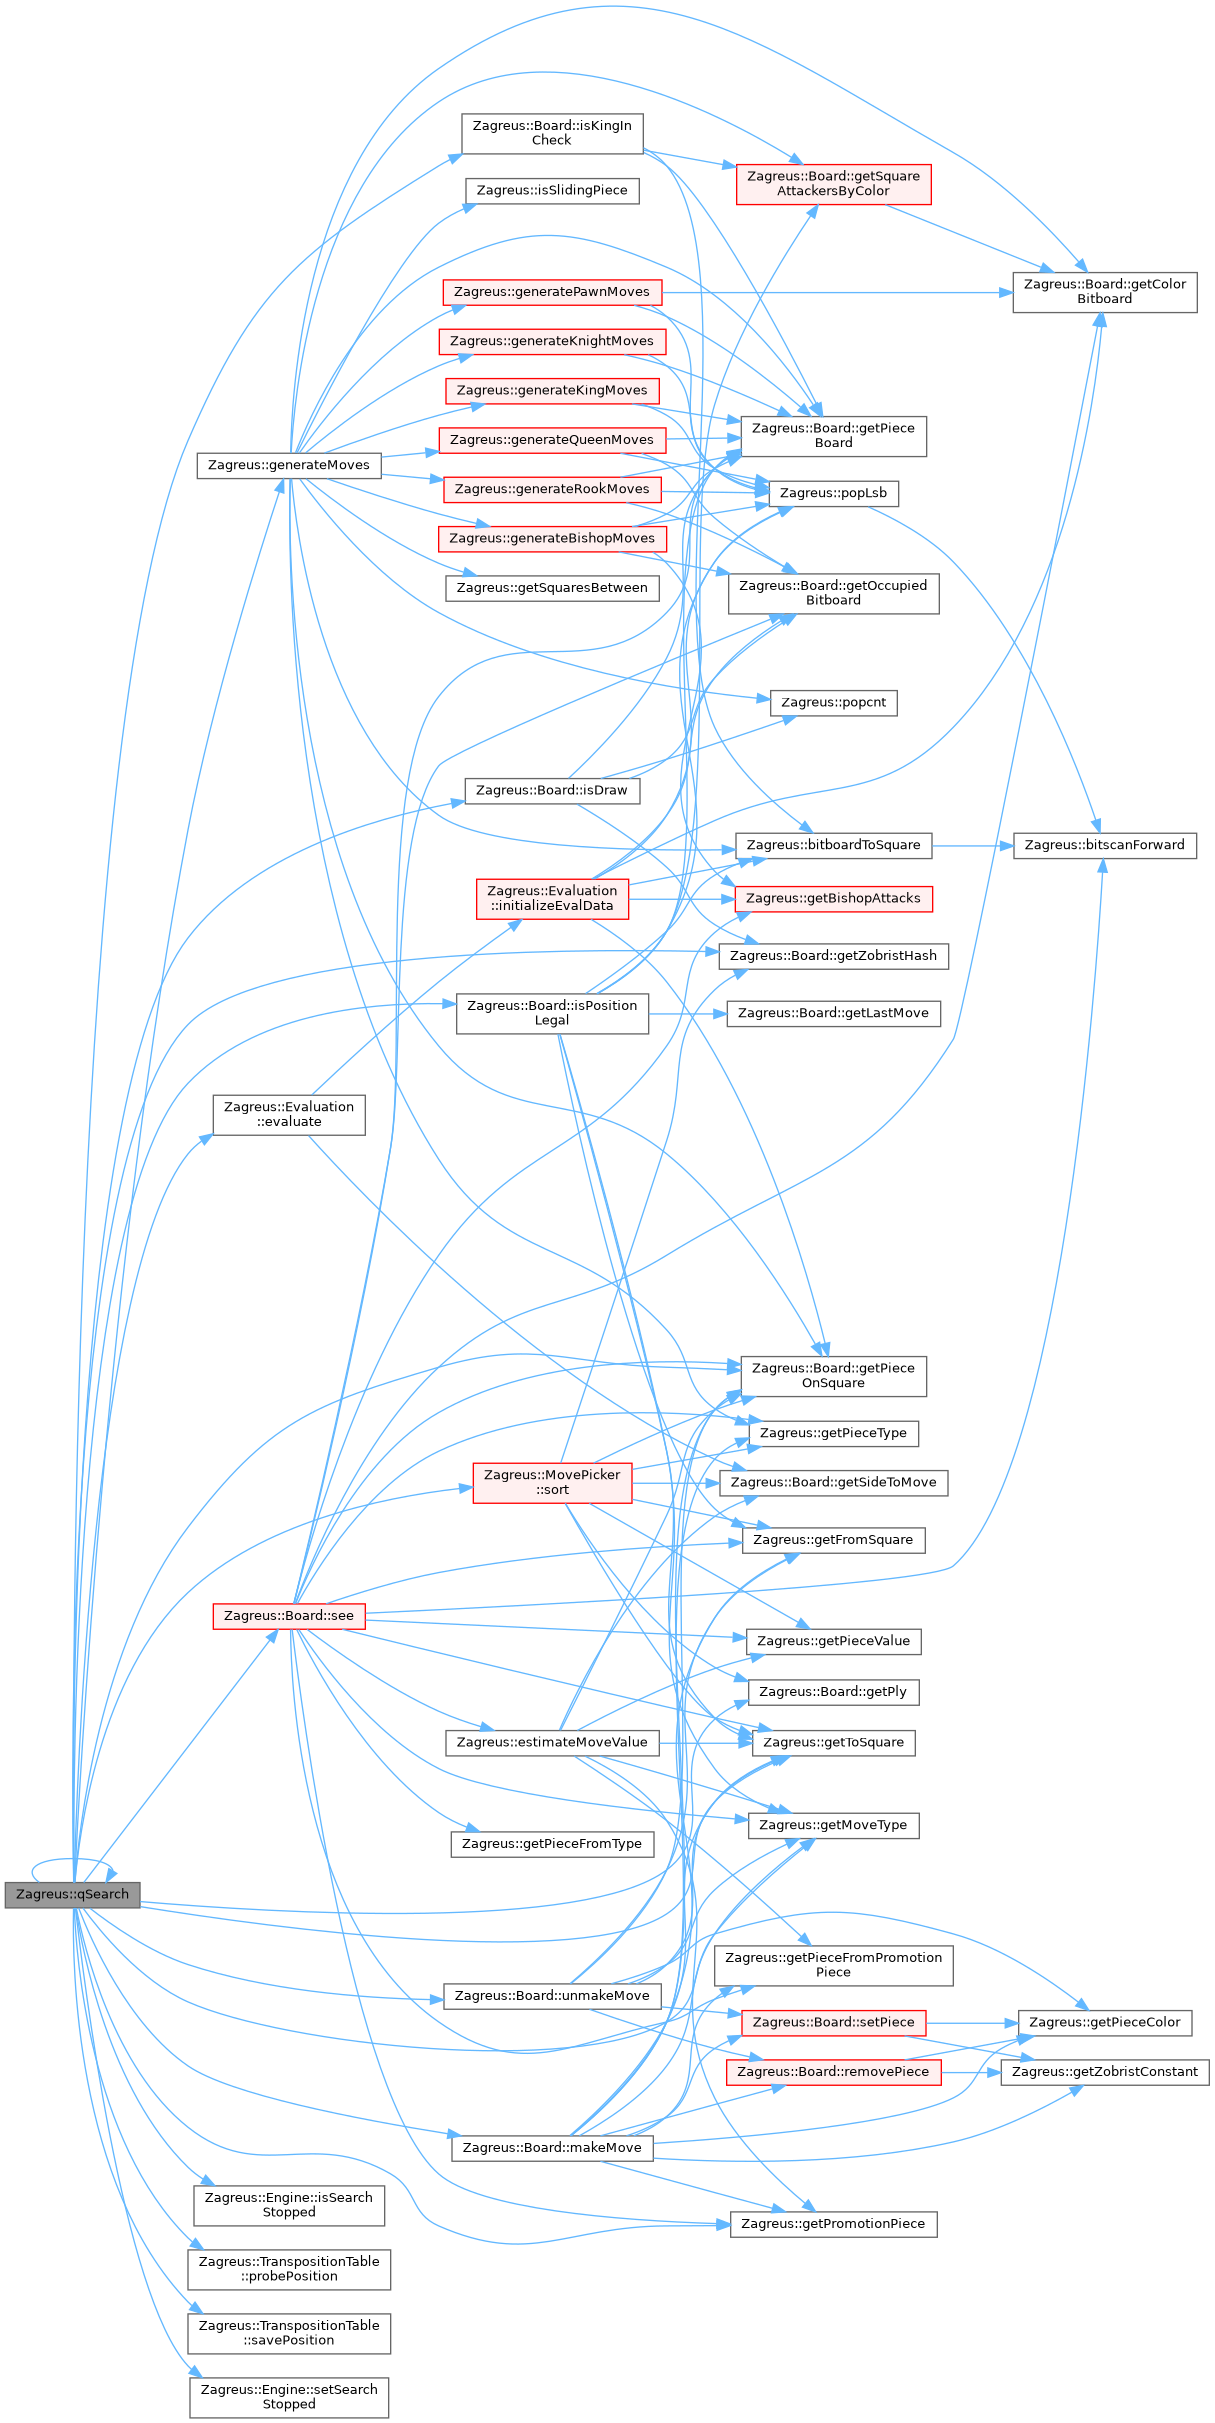 Zagreus::Board::isKingIn
Check
Zagreus::isSlidingPiece
Zagreus::Board::getSquare
AttackersByColor
Zagreus::Board::getColor
Bitboard
Zagreus::generatePawnMoves
Zagreus::generateKnightMoves
Zagreus::generateKingMoves
Zagreus::generateQueenMoves
Zagreus::Board::getPiece
Board
Zagreus::generateMoves
Zagreus::generateRookMoves
Zagreus::popLsb
Zagreus::generateBishopMoves
Zagreus::getSquaresBetween
Zagreus::Board::getOccupied
Bitboard
Zagreus::popcnt
Zagreus::Board::isDraw
Zagreus::bitboardToSquare
Zagreus::bitscanForward
Zagreus::Evaluation
::initializeEvalData
Zagreus::getBishopAttacks
Zagreus::Board::getZobristHash
Zagreus::Board::isPosition
Legal
Zagreus::Board::getLastMove
Zagreus::Evaluation
::evaluate
Zagreus::Board::getPiece
OnSquare
Zagreus::getPieceType
Zagreus::MovePicker
::sort
Zagreus::Board::getSideToMove
Zagreus::getFromSquare
Zagreus::Board::see
Zagreus::getPieceValue
Zagreus::Board::getPly
Zagreus::estimateMoveValue
Zagreus::getToSquare
Zagreus::getMoveType
Zagreus::getPieceFromType
Zagreus::qSearch
Zagreus::getPieceFromPromotion
Piece
Zagreus::Board::unmakeMove
Zagreus::Board::setPiece
Zagreus::getPieceColor
Zagreus::Board::removePiece
Zagreus::getZobristConstant
Zagreus::Board::makeMove
Zagreus::Engine::isSearch
Stopped
Zagreus::getPromotionPiece
Zagreus::TranspositionTable
::probePosition
Zagreus::TranspositionTable
::savePosition
Zagreus::Engine::setSearch
Stopped